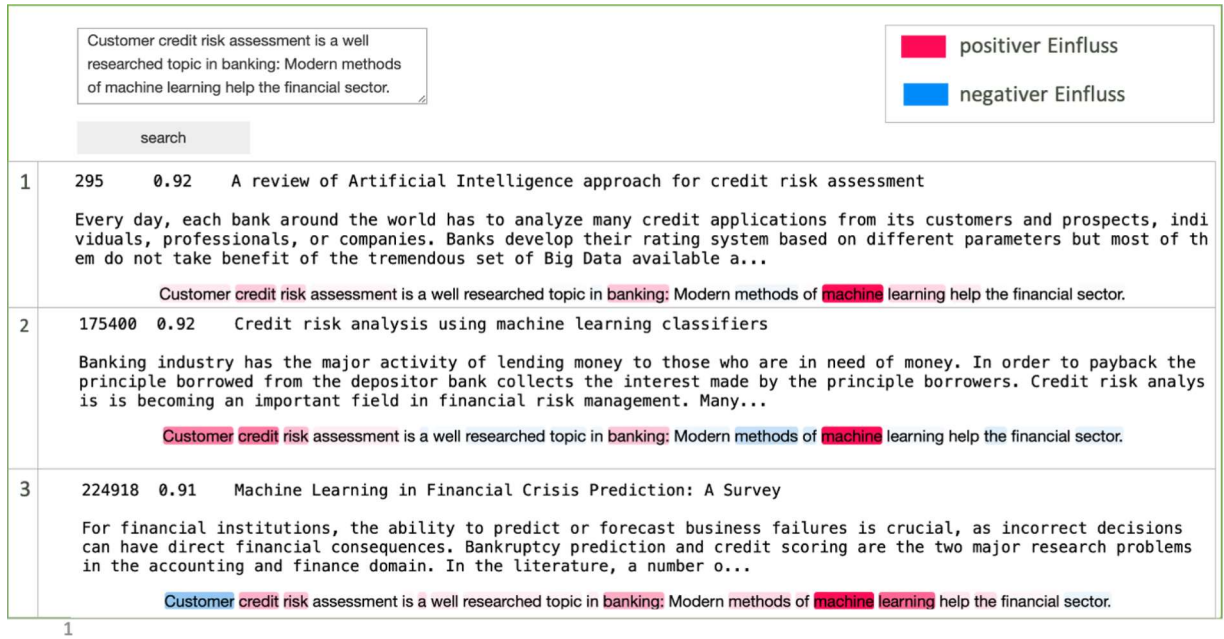 Customer credit risk assessment is a well
researched topic in banking: Modern methods
of machine learning help the financial sector.
positiver Einfluss
negativer Einfluss
search
1 295 0.92 A review of Artificial Intelligence approach for credit risk assessment
Every day, each bank around the world has to analyze many credit applications from its customers and prospects, indi
viduals, professionals, or companies. Banks develop their rating system based on different parameters but most of th
em do not take benefit of the tremendous set of Big Data available a...
Customer credit risk assessment is a well researched topic in banking: Modern methods of machine learning help the financial sector.
2 175400 0.92 Credit risk analysis using machine learning classifiers
Banking industry has the major activity of lending money to those who are in need of money. In order to payback the
principle borrowed from the depositor bank collects the interest made by the principle borrowers. Credit risk analys
is is becoming an important field in financial risk management. Many...
Customer credit risk assessment is a well researched topic in banking: Modern methods of machine learning help the financial sector.
3 224918 0.91 Machine Learning in Financial Crisis Prediction: A Survey
For financial institutions, the ability to predict or forecast business failures is crucial, as incorrect decisions
can have direct financial consequences. Bankruptcy prediction and credit scoring are the two major research problems
in the accounting and finance domain. In the literature, a number o...
Customer credit risk assessment is a well researched topic in banking: Modern methods of machine learning help the financial sector.
1